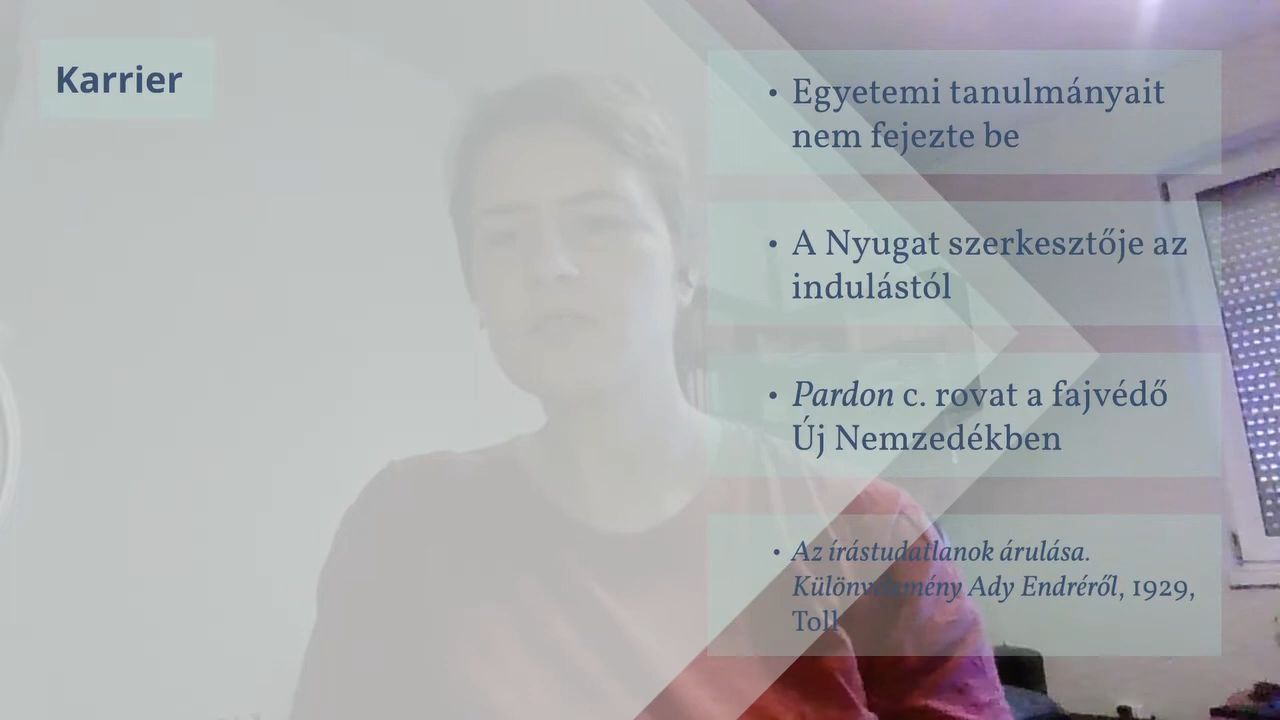 Karrier
• Egyetemi tanulmányait
nem fejezte be
• A Nyugat szerkesztője az
indulástól
• Pardon c. rovat a fajvédő
Új Nemzedékben
• Az írástudatlanok árulása.
Különvélemény Ady Endréről, 1929,
Toll